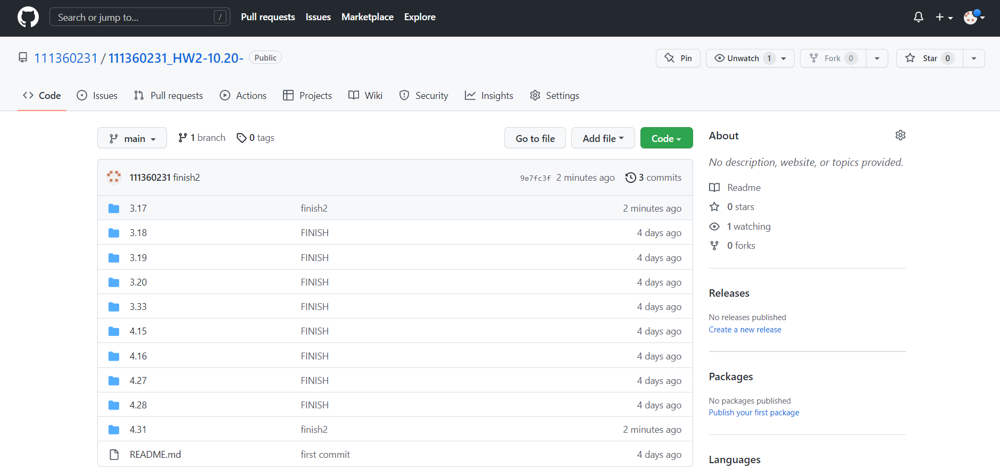 Search or jump to... /
Pull requests Issues Marketplace Explore
111360231 / 111360231_HW2-10.20- Public
Pin Unwatch 1 Fork 0 Star 0
Code Issues Pull requests Actions Projects Wiki Security Insights Settings
main 1 branch 0 tags Go to file Add file Code
111360231 finish2 9e7fc3f 2 minutes ago 3 commits
3.17 finish2 2 minutes ago
3.18 FINISH 4 days ago
3.19 FINISH 4 days ago
3.20 FINISH 4 days ago
3.33 FINISH 4 days ago
4.15 FINISH 4 days ago
4.16 FINISH 4 days ago
4.27 FINISH 4 days ago
4.28 FINISH 4 days ago
4.31 finish2 2 minutes ago
README.md first commit 4 days ago
About
No description, website, or topics provided.
Readme
0 stars
1 watching
0 forks
Releases
No releases published
Create a new release
Packages
No packages published
Publish your first package
Languages